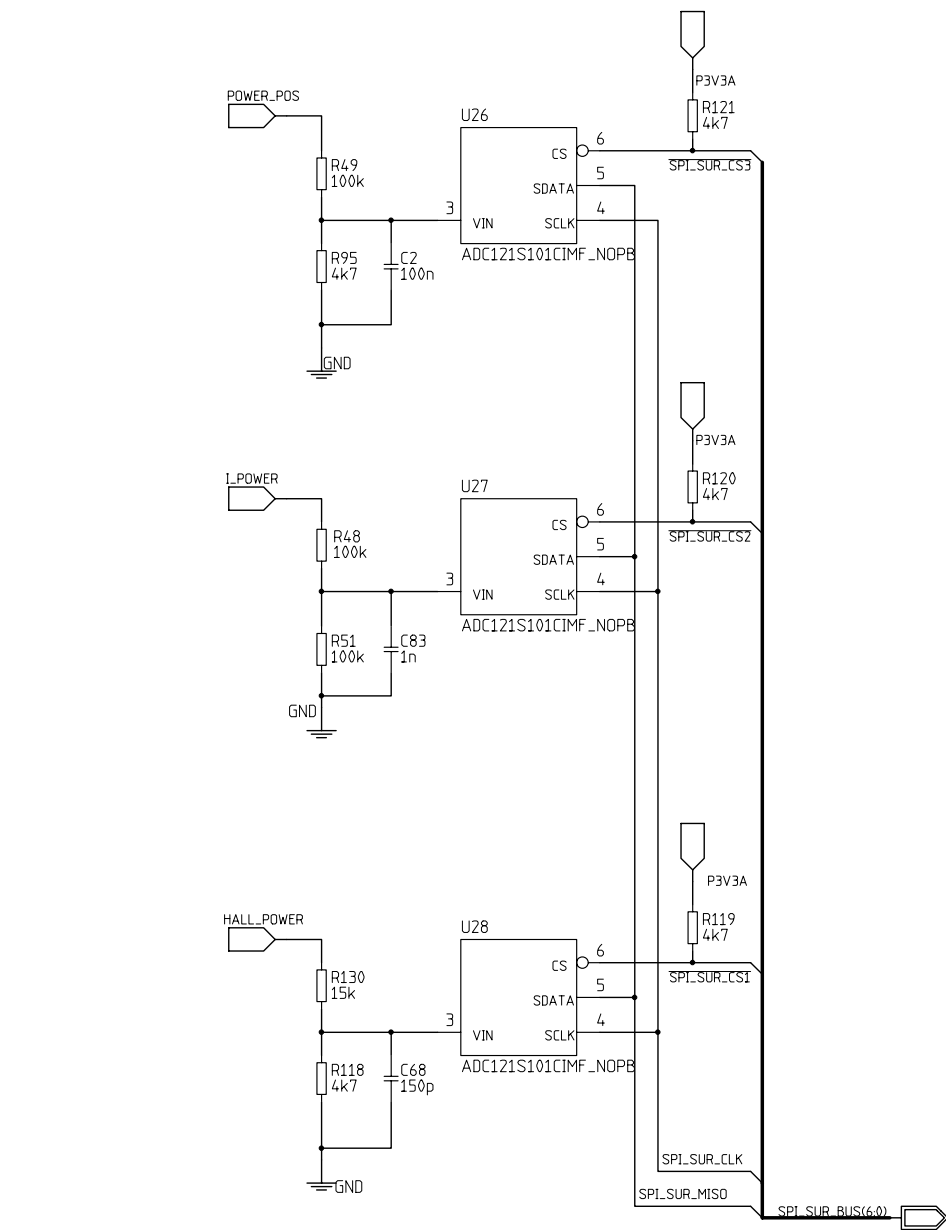 P3V3A
R121
4k7
POWER_POS
U26
R49
100k
CS
6
SPI_SUR_CS3
SDATA
5
3
VIN
SCLK
4
ADC121S101CIMF_NOPB
R95
4k7
C2
100n
GND
P3V3A
R120
4k7
I_POWER
U27
R48
100k
CS
6
SPI_SUR_CS2
SDATA
5
3
VIN
SCLK
4
ADC121S101CIMF_NOPB
R51
100k
C83
1n
GND
P3V3A
R119
4k7
HALL_POWER
U28
R130
15k
CS
6
SPI_SUR_CS1
SDATA
5
3
VIN
SCLK
4
ADC121S101CIMF_NOPB
R118
4k7
C68
150p
GND
SPI_SUR_CLK
SPI_SUR_MISO
SPI_SUR_BUS(6:0)